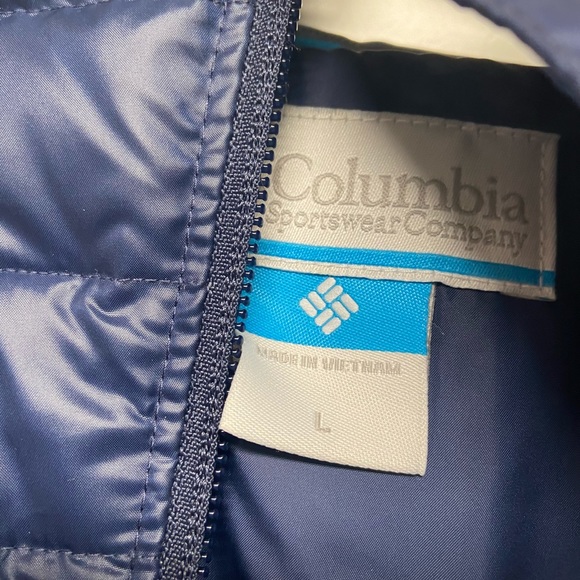 Columbia
Sportswear Company
MADE IN VIETNAM
L